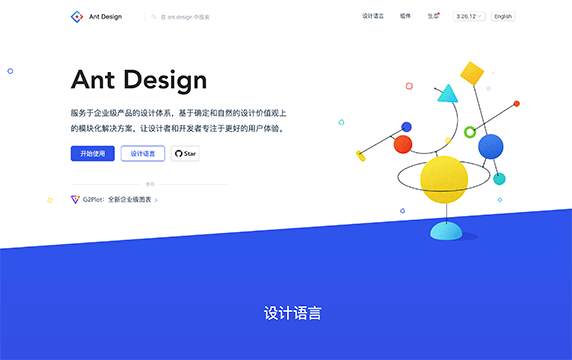 Ant Design
在 ant.design 中搜索
设计语言
组件
生态
3.26.12
English
Ant Design
服务于企业级产品的设计体系，基于确定和自然的设计价值观上
的模块化解决方案，让设计者和开发者专注于更好的用户体验。
开始使用
设计语言
Star
推荐
G2Plot：全新企业级图表 >
设计语言